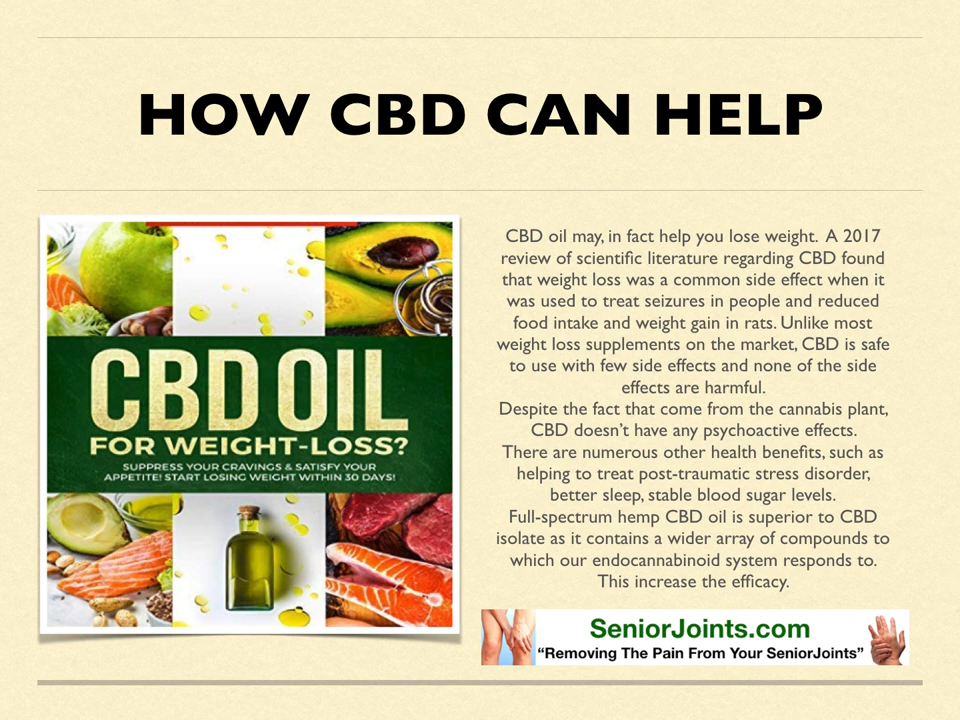 HOW CBD CAN HELP
CBD OIL
FOR WEIGHT-LOSS?
SUPPRESS YOUR CRAVINGS & SATISFY YOUR
APPETITE! START LOSING WEIGHT WITHIN 30 DAYS!
CBD oil may, in fact help you lose weight. A 2017
review of scientific literature regarding CBD found
that weight loss was a common side effect when it
was used to treat seizures in people and reduced
food intake and weight gain in rats. Unlike most
weight loss supplements on the market, CBD is safe
to use with few side effects and none of the side
effects are harmful.
Despite the fact that come from the cannabis plant,
CBD doesn't have any psychoactive effects.
There are numerous other health benefits, such as
helping to treat post-traumatic stress disorder,
better sleep, stable blood sugar levels.
Full-spectrum hemp CBD oil is superior to CBD
isolate as it contains a wider array of compounds to
which our endocannabinoid system responds to.
This increase the efficacy.
SeniorJoints.com
“Removing The Pain From Your SeniorJoints”